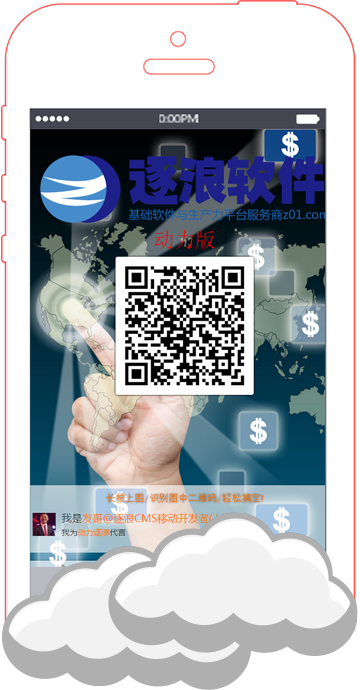 0:00PM
逐浪软件
基础软件与生产力平台服务商z01.com
动力版
长按上图/识别图中二维码/轻松搞定!
我是发哥@逐浪CMS移动开发者
我为动力逐浪代言